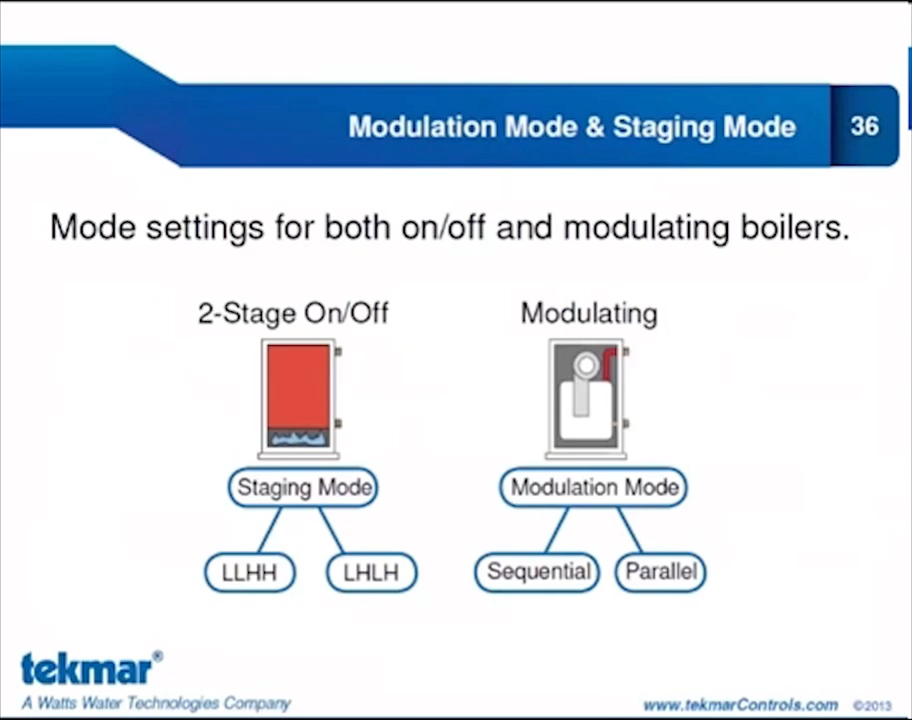 Modulation Mode & Staging Mode
36
Mode settings for both on/off and modulating boilers.
2-Stage On/Off
Modulating
Staging Mode
Modulation Mode
LLHH
LHLH
Sequential
Parallel
tekmar®
A Watts Water Technologies Company
www.tekmarControls.com ©2013